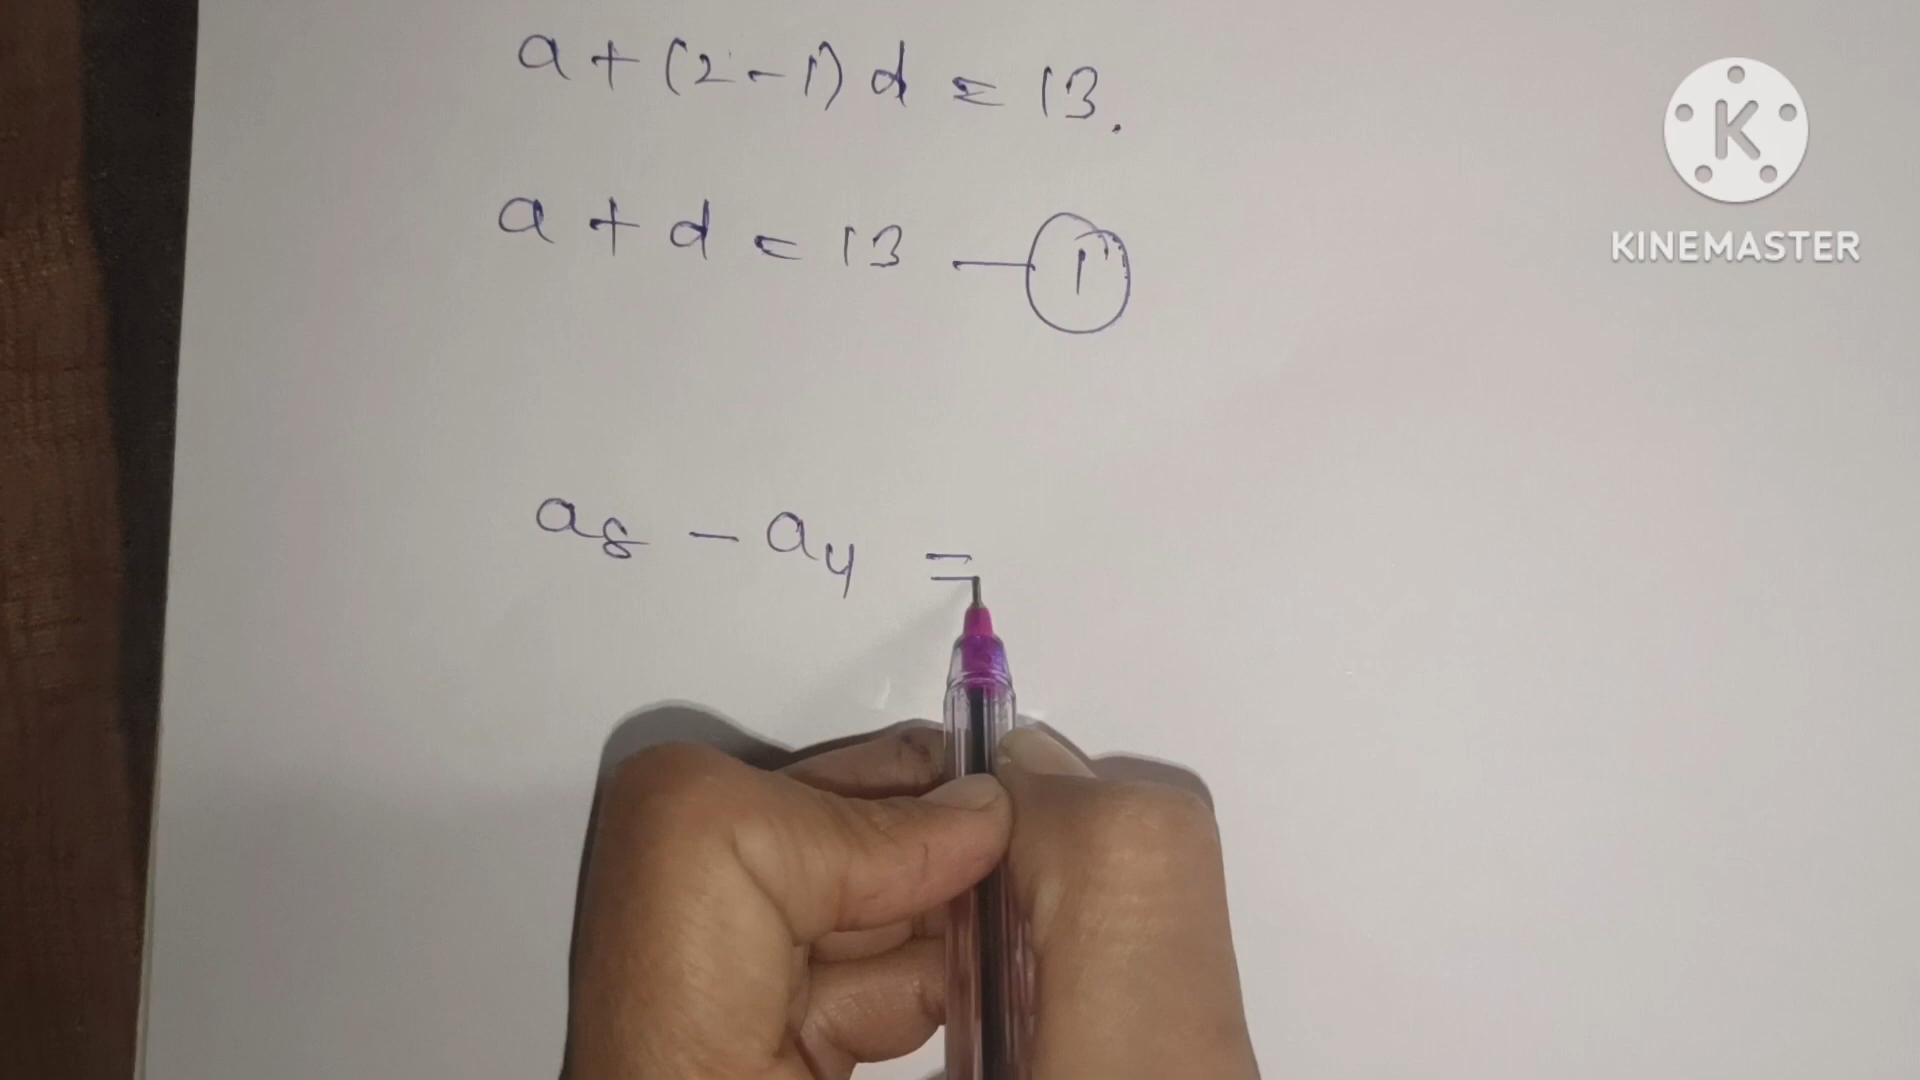 a + (2 - 1) d = 13.
a + d = 13 — 1
a8 - a4 =
K
KINEMASTER